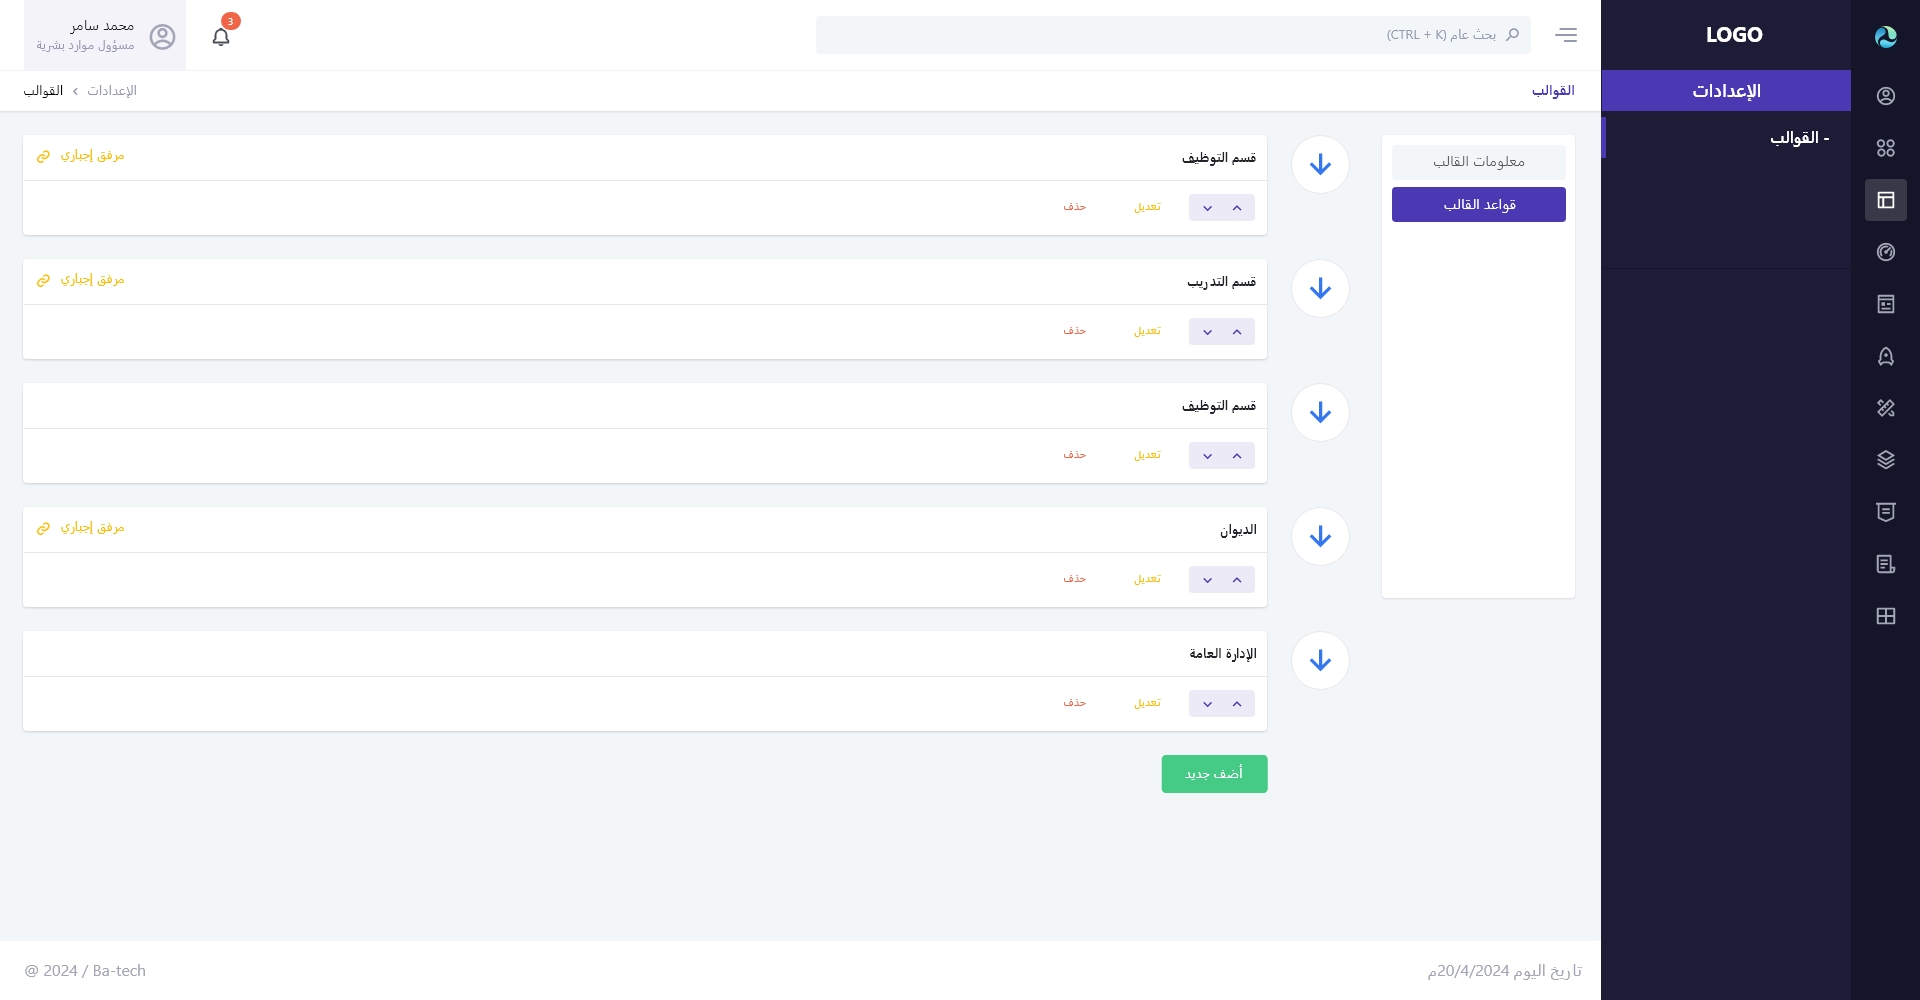 LOGO
الإعدادات
- القوالب
بحث عام (CTRL + K)
3
محمد سامر
مسؤول موارد بشرية
القوالب
الإعدادات › القوالب
معلومات القالب
قواعد القالب
قسم التوظيف
مرفق إجباري
تعديل
حذف
قسم التدريب
مرفق إجباري
تعديل
حذف
قسم التوظيف
تعديل
حذف
الديوان
مرفق إجباري
تعديل
حذف
الإدارة العامة
تعديل
حذف
أضف جديد
تاريخ اليوم 20/4/2024م
@ 2024 / Ba-tech